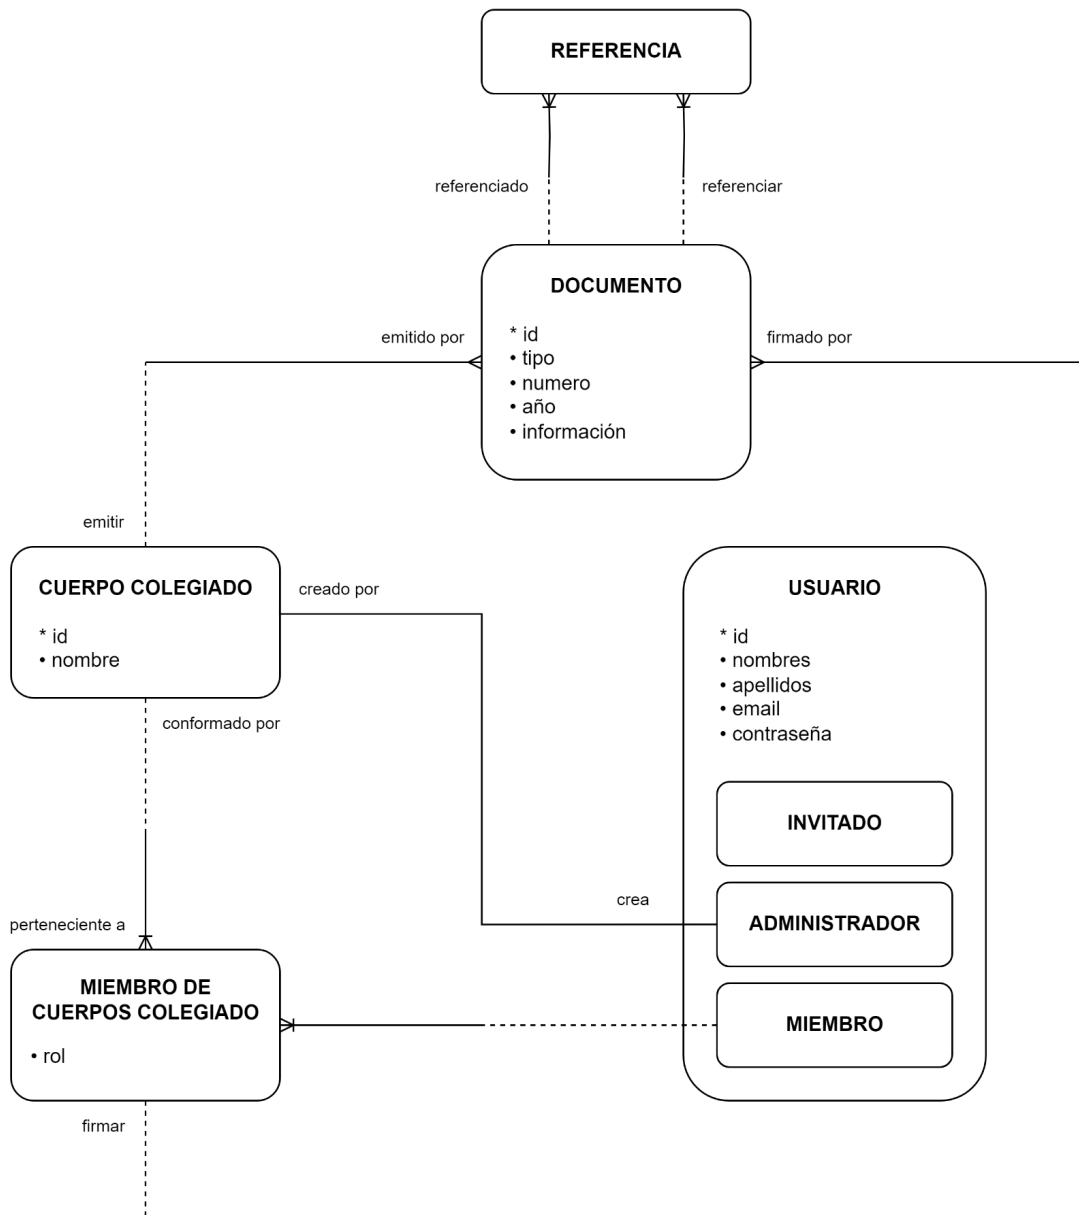 REFERENCIA
referenciado
referenciar
DOCUMENTO
* id
• tipo
• numero
• año
• información
emitido por
firmado por
emitir
CUERPO COLEGIADO
* id
• nombre
creado por
USUARIO
* id
• nombres
• apellidos
• email
• contraseña
conformado por
INVITADO
crea
ADMINISTRADOR
perteneciente a
MIEMBRO DE
CUERPOS COLEGIADO
• rol
MIEMBRO
firmar